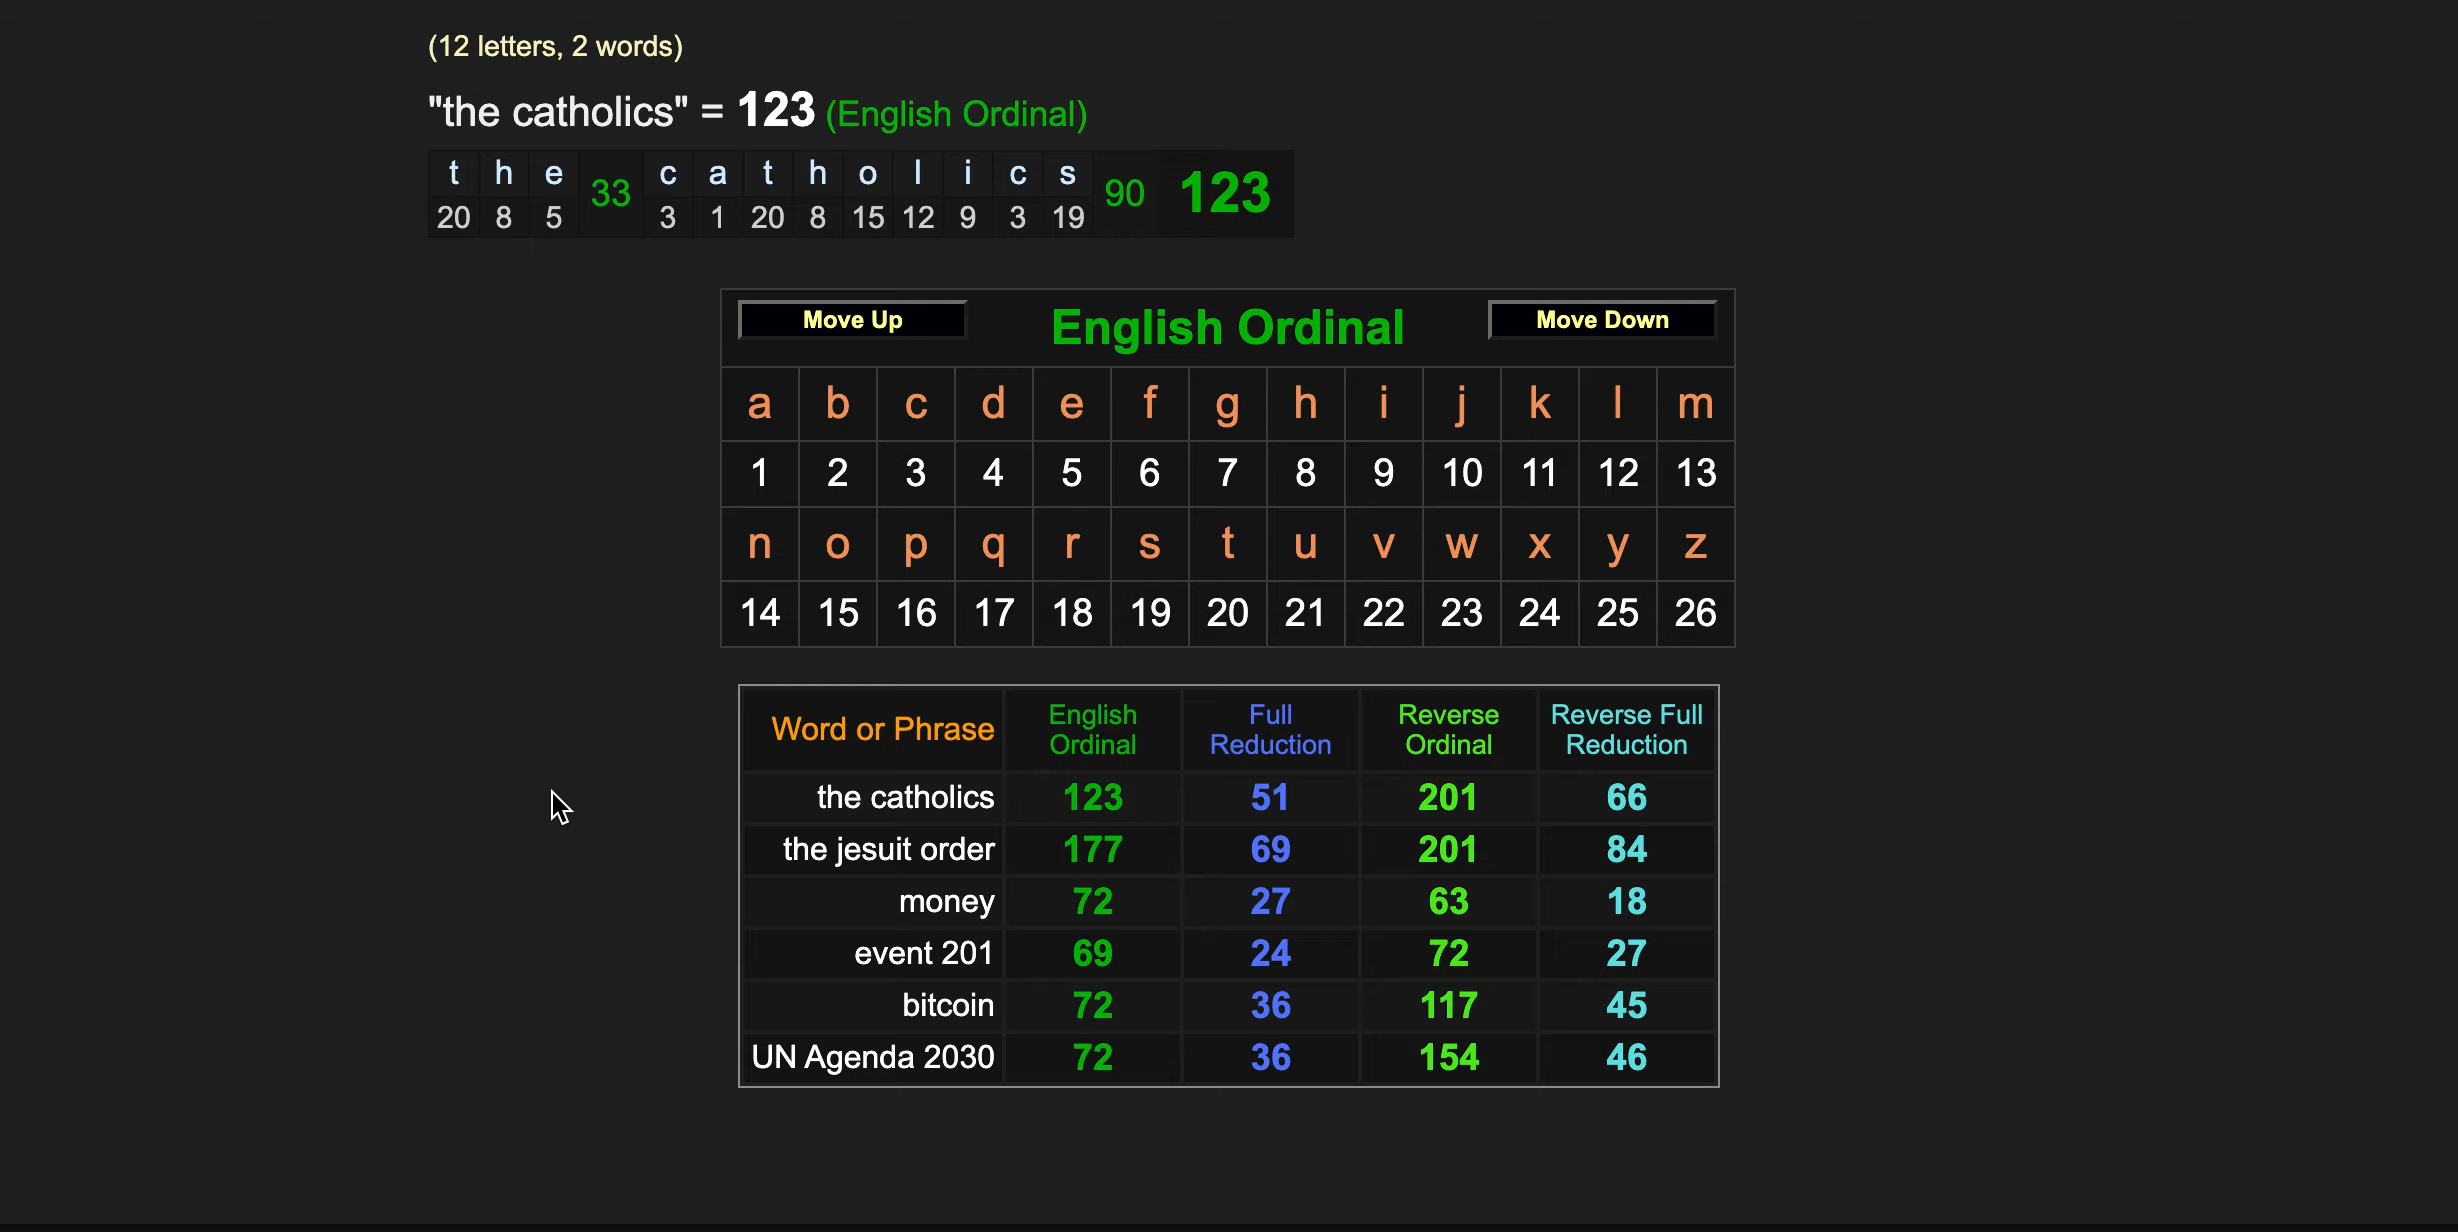 (12 letters, 2 words)
"the catholics" = 123 (English Ordinal)
t h e 33 c a t h o l i c s 90 123
20 8 5 3 1 20 8 15 12 9 3 19
Move Up English Ordinal Move Down
a b c d e f g h i j k l m
1 2 3 4 5 6 7 8 9 10 11 12 13
n o p q r s t u v w x y z
14 15 16 17 18 19 20 21 22 23 24 25 26
Word or Phrase English Ordinal Full Reduction Reverse Ordinal Reverse Full Reduction
the catholics 123 51 201 66
the jesuit order 177 69 201 84
money 72 27 63 18
event 201 69 24 72 27
bitcoin 72 36 117 45
UN Agenda 2030 72 36 154 46